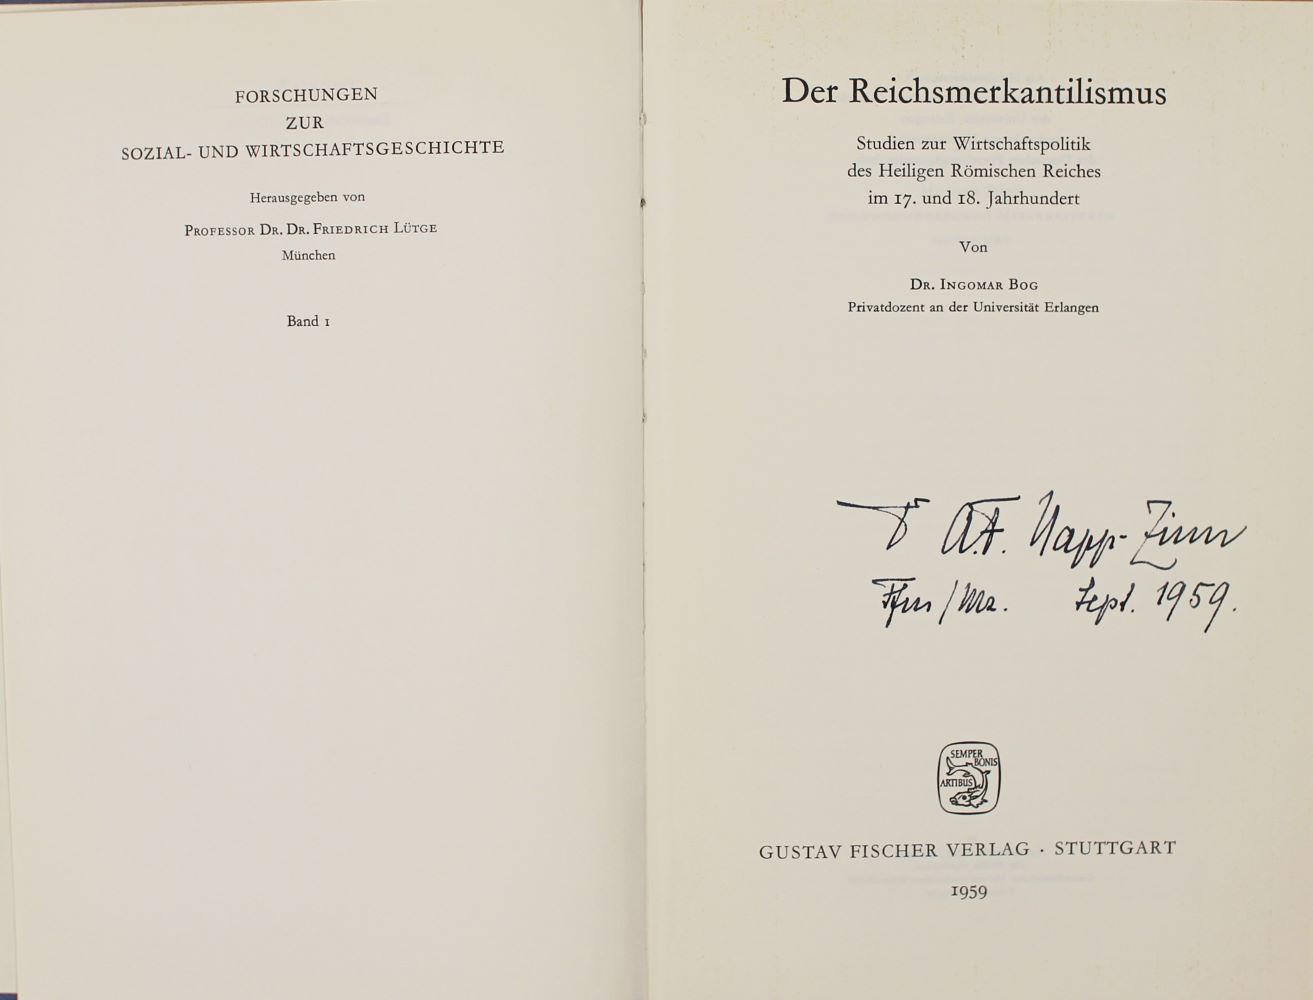 FORSCHUNGEN
ZUR
SOZIAL- UND WIRTSCHAFTSGESCHICHTE
Herausgegeben von
PROFESSOR DR. DR. FRIEDRICH LÜTGE
München
Band 1
Der Reichsmerkantilismus
Studien zur Wirtschaftspolitik
des Heiligen Römischen Reiches
im 17. und 18. Jahrhundert
Von
DR. INGOMAR BOG
Privatdozent an der Universität Erlangen
A.F. Napp-Zinn
Ffm/Mz. Sept. 1959.
SEMPER
BONIS
ARTIBUS
GUSTAV FISCHER VERLAG · STUTTGART
1959